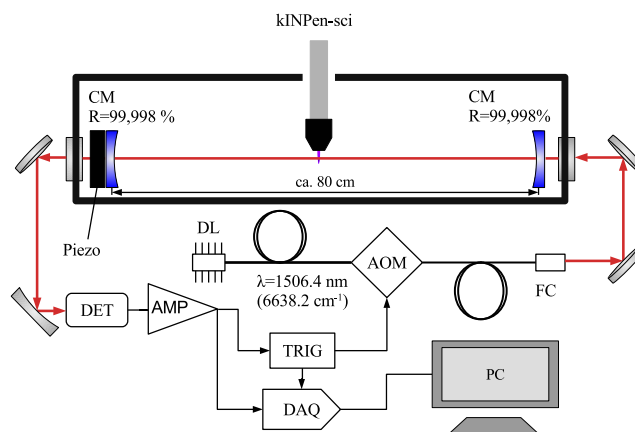 kINPen-sci
CM
R=99,998 %
CM
R=99,998%
ca. 80 cm
Piezo
DL
λ=1506.4 nm
(6638.2 cm⁻¹)
AOM
FC
DET
AMP
TRIG
DAQ
PC